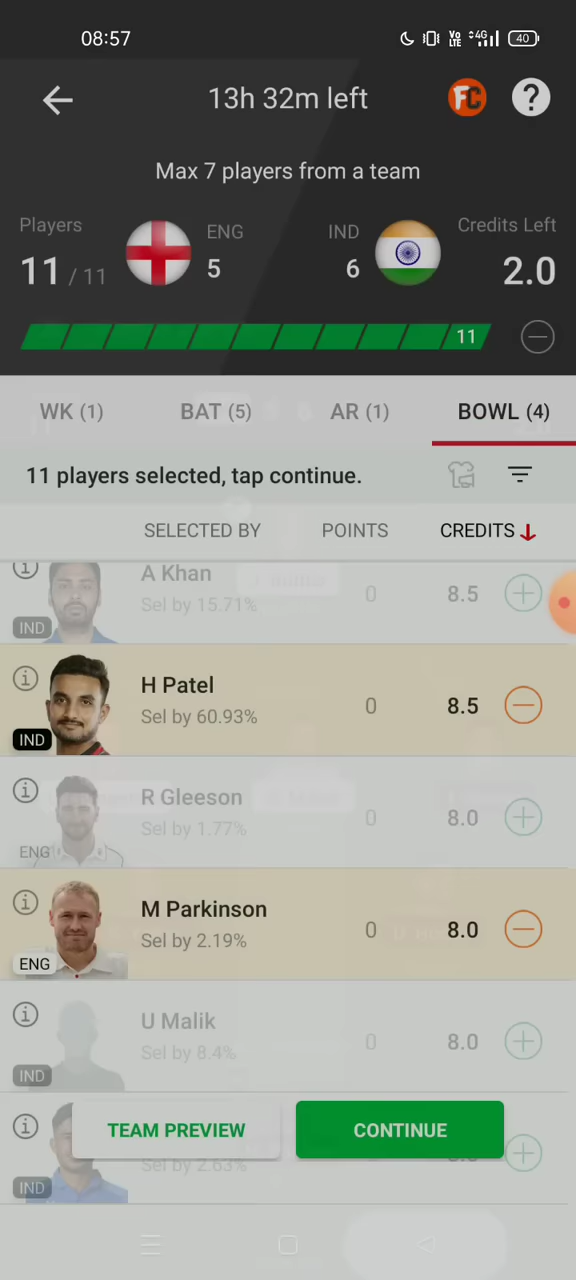 08:57
Vo LTE 4G 40
13h 32m left
FC ?
Max 7 players from a team
Players ENG IND Credits Left
11 / 11 5 6 2.0
11
WK (1) BAT (5) AR (1) BOWL (4)
11 players selected, tap continue.
SELECTED BY POINTS CREDITS
A Khan
Sel by 15.71% 0 8.5
IND
H Patel
Sel by 60.93% 0 8.5
IND
R Gleeson
Sel by 1.77% 0 8.0
ENG
M Parkinson
Sel by 2.19% 0 8.0
ENG
U Malik
Sel by 8.4% 0 8.0
IND
TEAM PREVIEW CONTINUE
Sel by 2.63%
IND